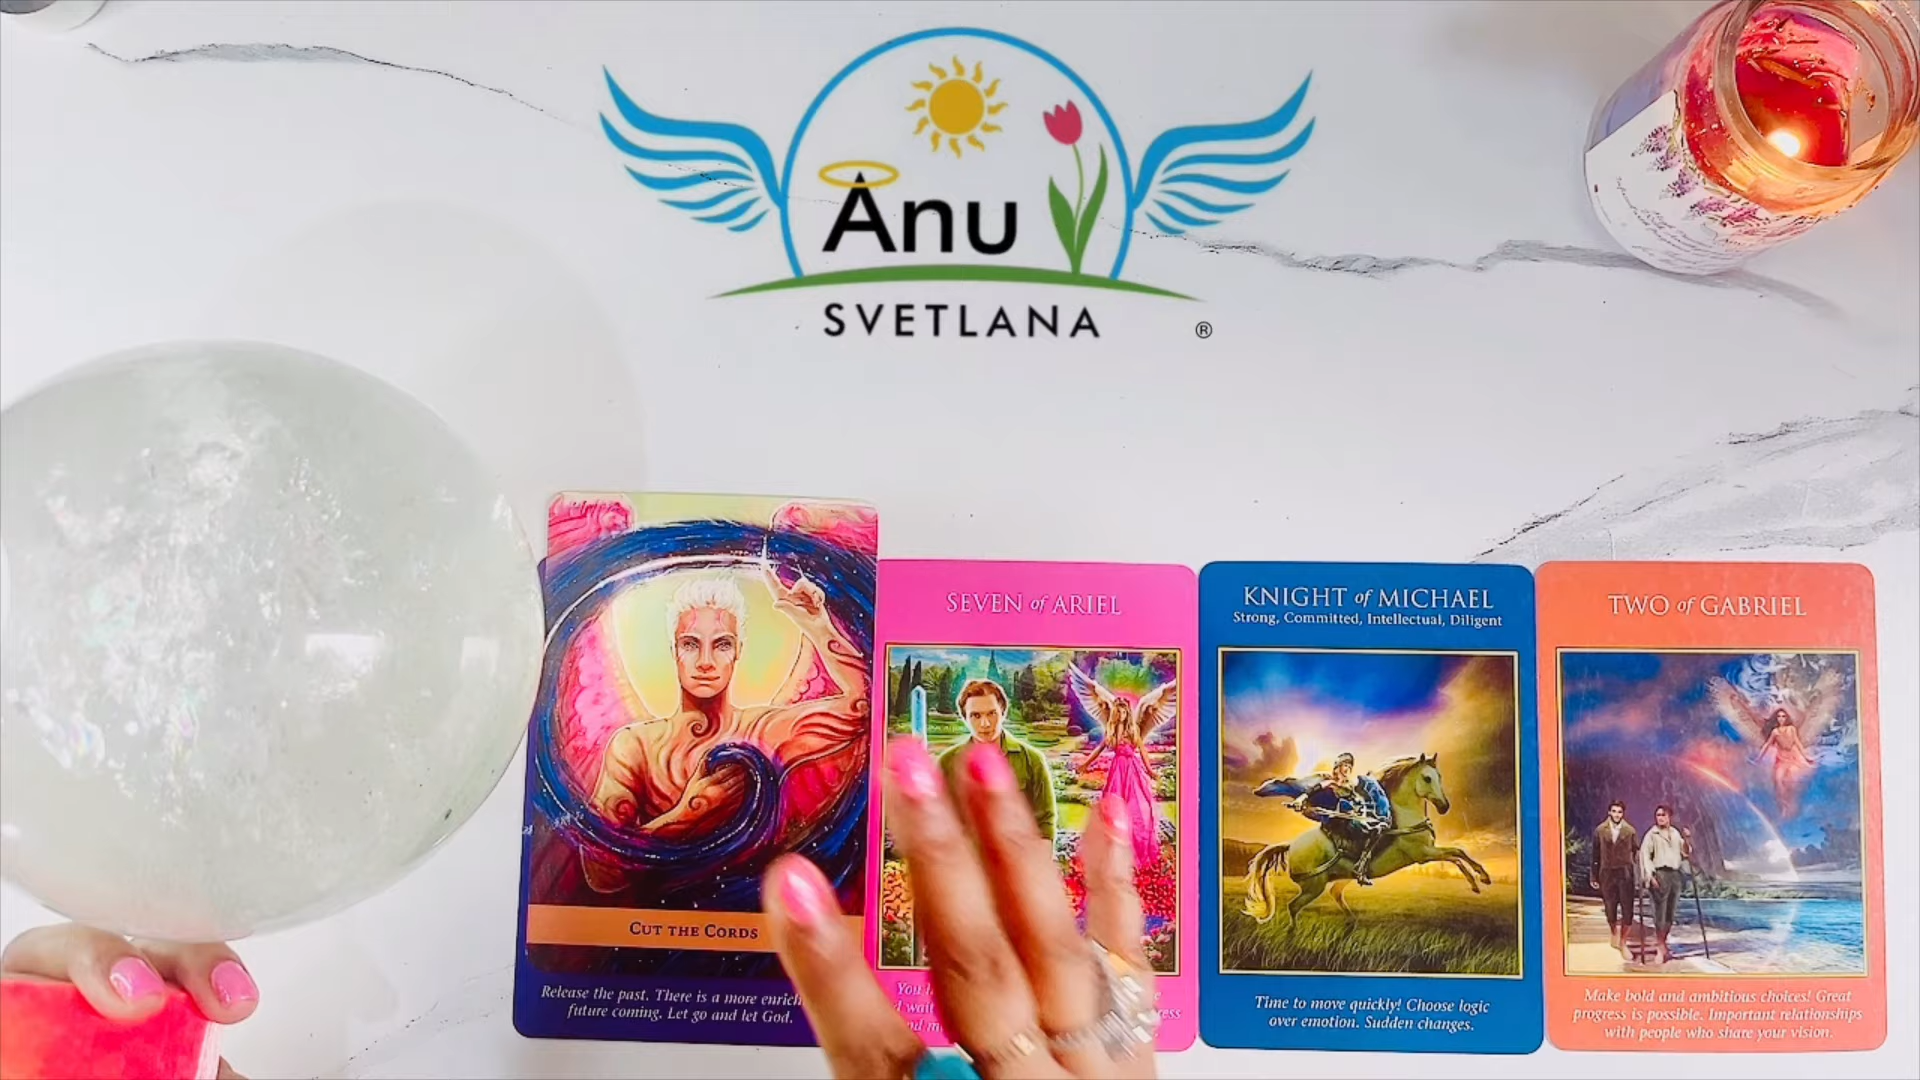 Anu
SVETLANA
®
CUT THE CORDS
Release the past. There is a more
future coming. Let go and let God.
SEVEN of ARIEL
You
wait
KNIGHT of MICHAEL
Strong, Committed, Intellectual, Diligent
Time to move quickly! Choose logic
over emotion. Sudden changes.
TWO of GABRIEL
Make bold and ambitious choices! Great
progress is possible. Important relationships
with people who share your vision.